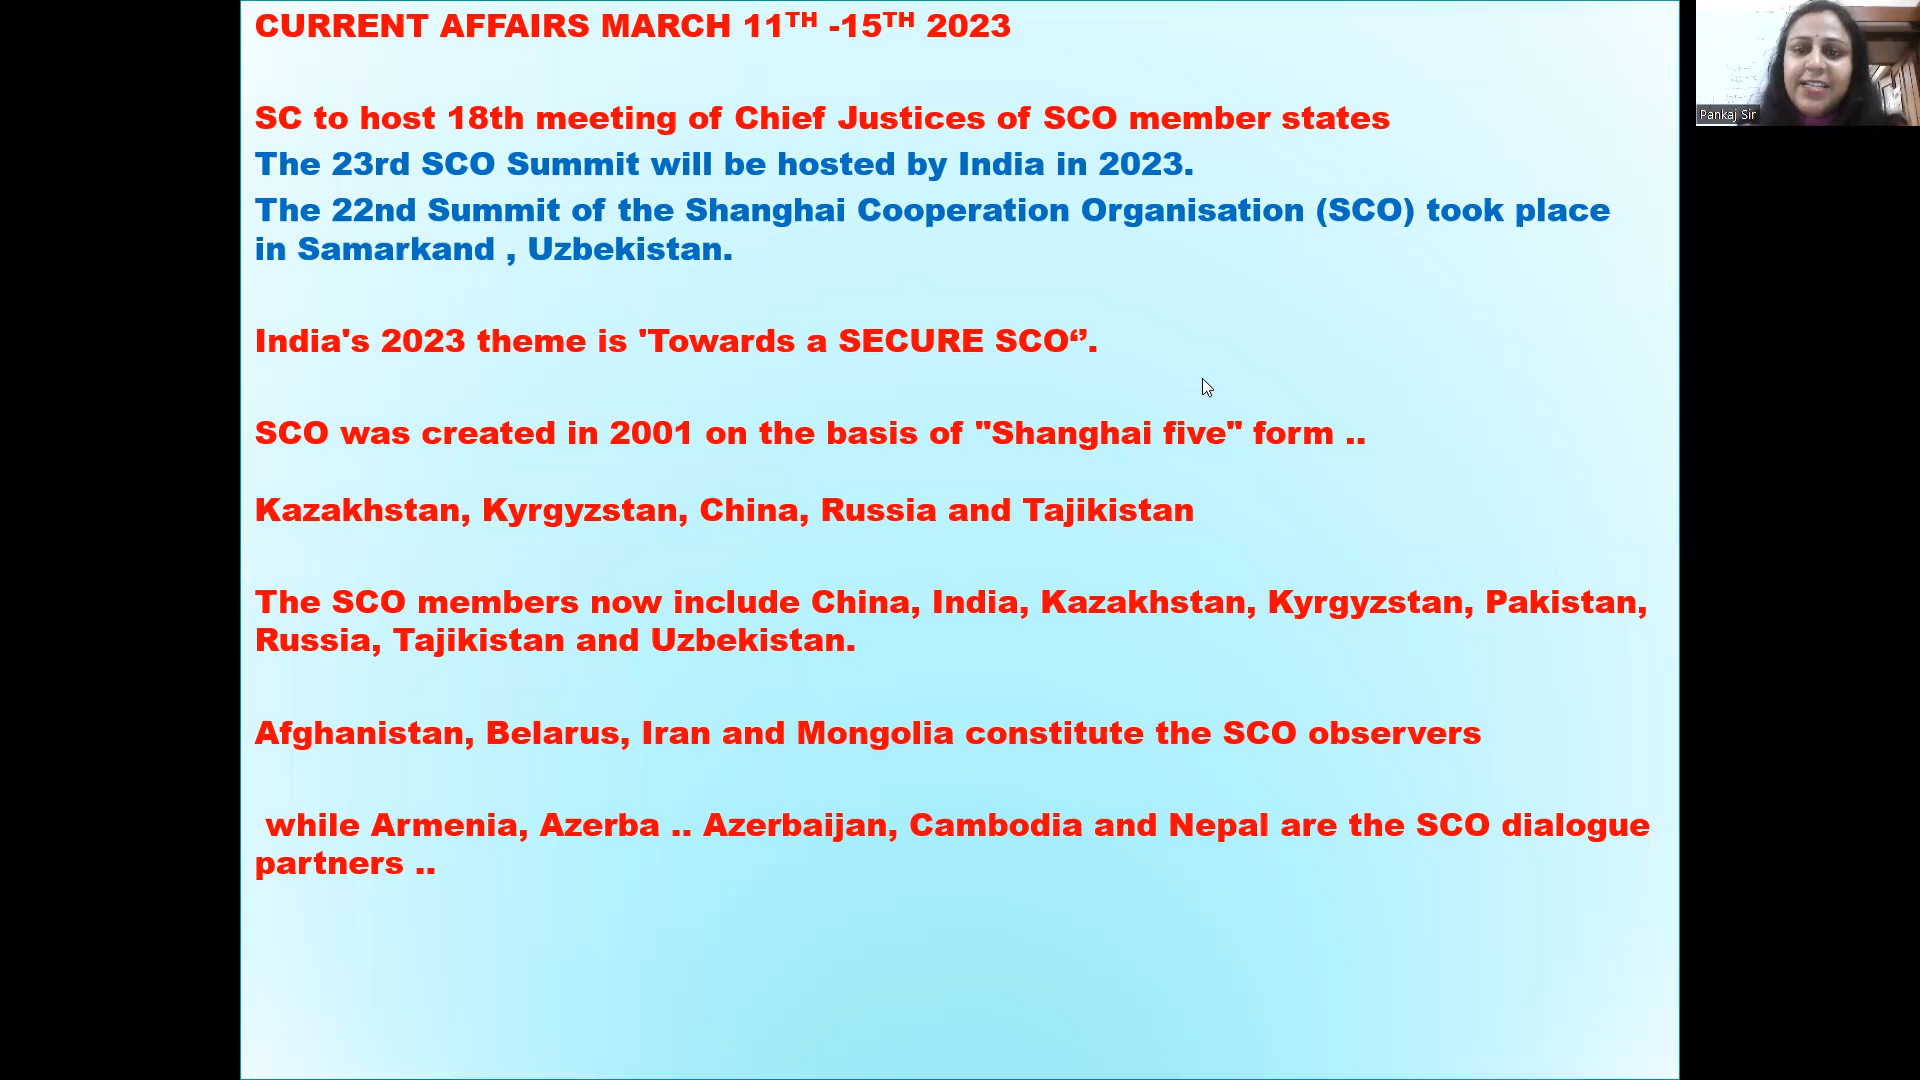 CURRENT AFFAIRS MARCH 11TH -15TH 2023
SC to host 18th meeting of Chief Justices of SCO member states
The 23rd SCO Summit will be hosted by India in 2023.
The 22nd Summit of the Shanghai Cooperation Organisation (SCO) took place
in Samarkand , Uzbekistan.
India's 2023 theme is 'Towards a SECURE SCO‘’.
SCO was created in 2001 on the basis of "Shanghai five" form ..
Kazakhstan, Kyrgyzstan, China, Russia and Tajikistan
The SCO members now include China, India, Kazakhstan, Kyrgyzstan, Pakistan,
Russia, Tajikistan and Uzbekistan.
Afghanistan, Belarus, Iran and Mongolia constitute the SCO observers
while Armenia, Azerba .. Azerbaijan, Cambodia and Nepal are the SCO dialogue
partners ..
Pankaj Sir